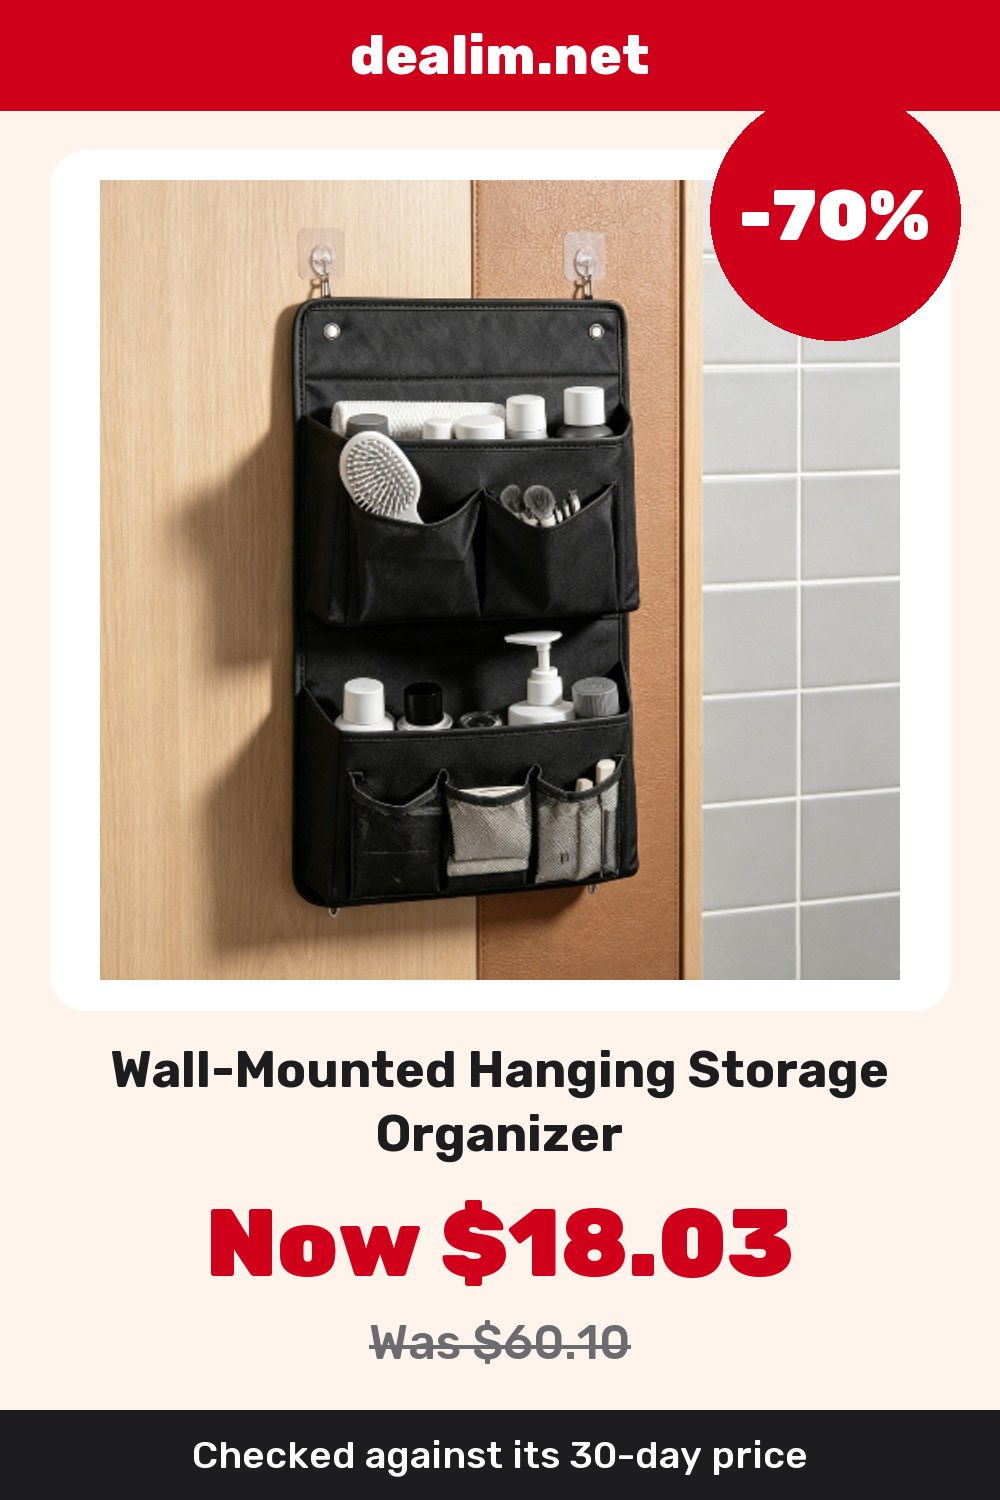 dealim.net
-70%
Wall-Mounted Hanging Storage
Organizer
Now $18.03
Was $60.10
Checked against its 30-day price